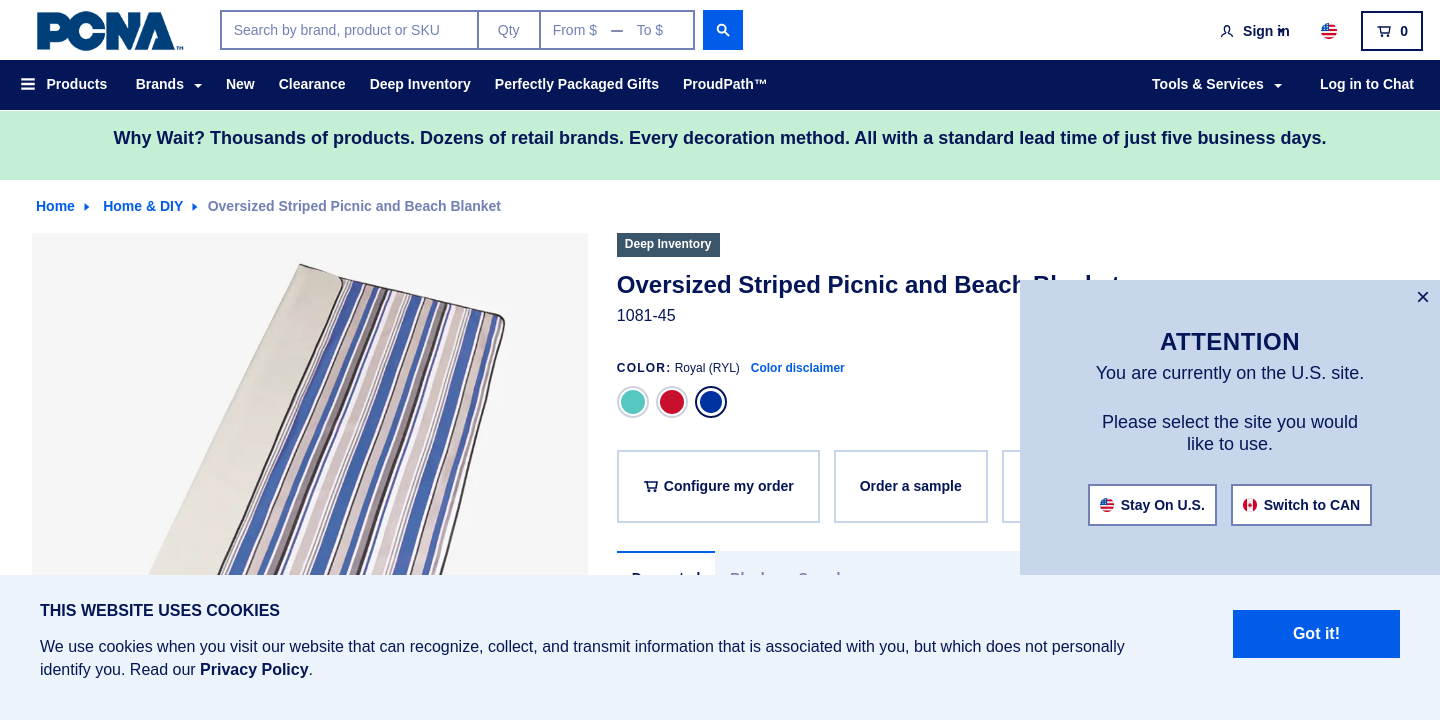 PCNA™
Search by brand, product or SKU
Qty
From $ — To $
Sign in
0
Products
Brands
New
Clearance
Deep Inventory
Perfectly Packaged Gifts
ProudPath™
Tools & Services
Log in to Chat
Why Wait? Thousands of products. Dozens of retail brands. Every decoration method. All with a standard lead time of just five business days.
Home
Home & DIY
Oversized Striped Picnic and Beach Blanket
Deep Inventory
Oversized Striped Picnic and Beach Blanket
1081-45
COLOR: Royal (RYL) Color disclaimer
Configure my order
Order a sample
×
ATTENTION
You are currently on the U.S. site.
Please select the site you would
like to use.
Stay On U.S.
Switch to CAN
THIS WEBSITE USES COOKIES
We use cookies when you visit our website that can recognize, collect, and transmit information that is associated with you, but which does not personally
identify you. Read our Privacy Policy.
Got it!